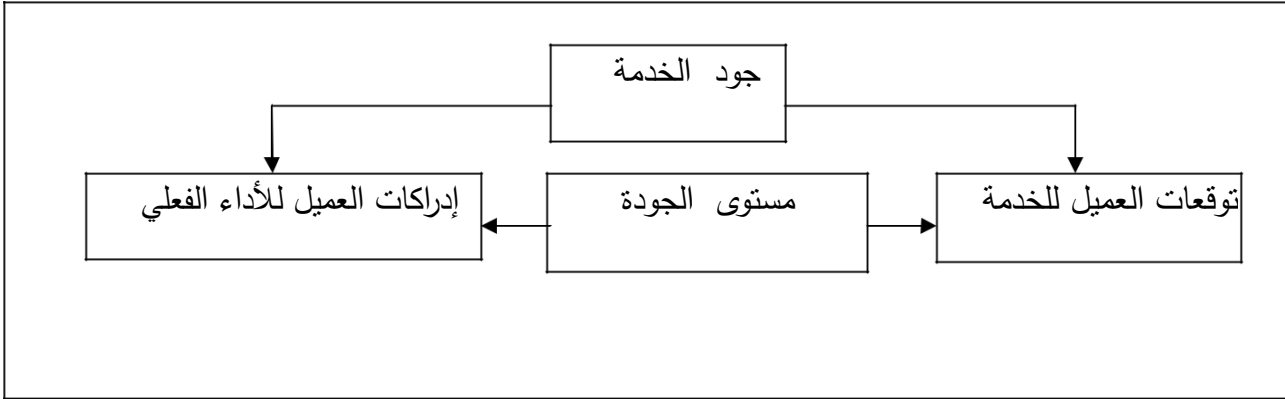 جود الخدمة
توقعات العميل للخدمة
مستوى الجودة
إدراكات العميل للأداء الفعلي